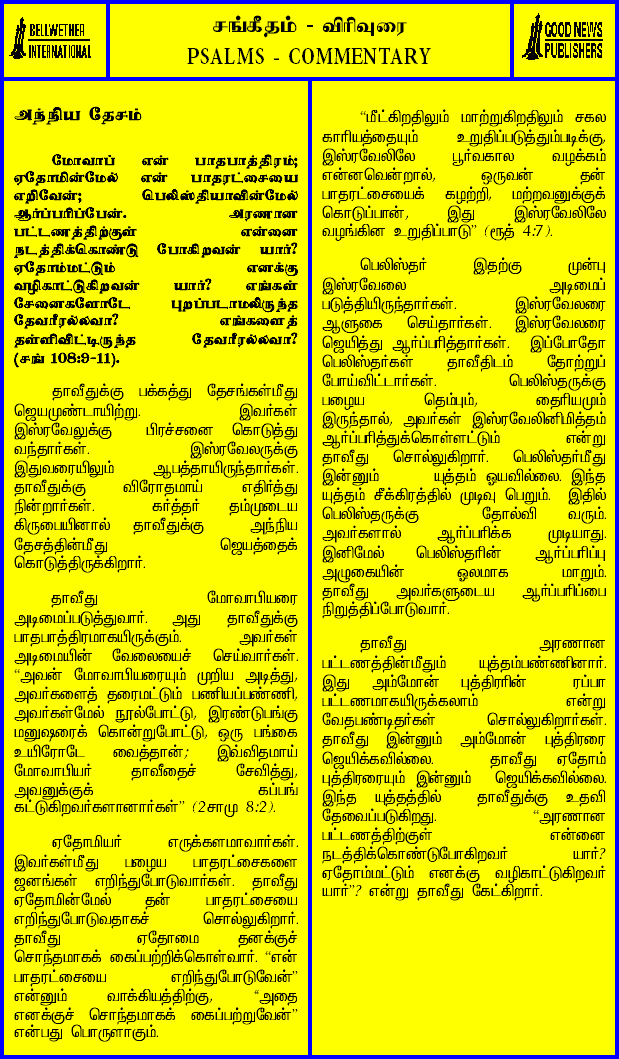 BELLWETHER
INTERNATIONAL
சங்கீதம் - விரிவுரை
PSALMS - COMMENTARY
GOOD NEWS
PUBLISHERS
அந்நிய தேசம்
மோவாப் என் பாதபாத்திரம்;
ஏதோமின்மேல் என் பாதரட்சையை
எறிவேன்; பெலிஸ்தியாவின்மேல்
ஆர்ப்பரிப்பேன். அரணான
பட்டணத்திற்குள் என்னை
நடத்திக்கொண்டு போகிறவன் யார்?
ஏதோம்மட்டும் எனக்கு
வழிகாட்டுகிறவன் யார்? எங்கள்
சேனைகளோடே புறப்படாமலிருந்த
தேவரீரல்லவா? எங்களைத்
தள்ளிவிட்டிருந்த தேவரீரல்லவா?
(சங் 108:9-11).
தாவீதுக்கு பக்கத்து தேசங்கள்மீது
ஜெயமுண்டாயிற்று. இவர்கள்
இஸ்ரவேலுக்கு பிரச்சனை கொடுத்து
வந்தார்கள். இஸ்ரவேலருக்கு
இதுவரையிலும் ஆபத்தாயிருந்தார்கள்.
தாவீதுக்கு விரோதமாய் எதிர்த்து
நின்றார்கள். கர்த்தர் தம்முடைய
கிருபையினால் தாவீதுக்கு அந்நிய
தேசத்தின்மீது ஜெயத்தைக்
கொடுத்திருக்கிறார்.
தாவீது மோவாபியரை
அடிமைப்படுத்துவார். அது தாவீதுக்கு
பாதபாத்திரமாகயிருக்கும். அவர்கள்
அடிமையின் வேலையைச் செய்வார்கள்.
“அவன் மோவாபியரையும் முறிய அடித்து,
அவர்களைத் தரைமட்டும் பணியப்பண்ணி,
அவர்கள்மேல் நூல்போட்டு, இரண்டுபங்கு
மனுஷரைக் கொன்றுபோட்டு, ஒரு பங்கை
உயிரோடே வைத்தான்; இவ்விதமாய்
மோவாபியர் தாவீதைச் சேவித்து,
அவனுக்குக் கப்பங்
கட்டுகிறவர்களானார்கள்” (2சாமு 8:2).
ஏதோமியர் எருக்களமாவார்கள்.
இவர்கள்மீது பழைய பாதரட்சைகளை
ஜனங்கள் எறிந்துபோடுவார்கள். தாவீது
ஏதோமின்மேல் தன் பாதரட்சையை
எறிந்துபோடுவதாகச் சொல்லுகிறார்.
தாவீது ஏதோமை தனக்குச்
சொந்தமாகக் கைப்பற்றிக்கொள்வார். “என்
பாதரட்சையை எறிந்துபோடுவேன்”
என்னும் வாக்கியத்திற்கு, “அதை
எனக்குச் சொந்தமாகக் கைப்பற்றுவேன்”
என்பது பொருளாகும்.
“மீட்கிறதிலும் மாற்றுகிறதிலும் சகல
காரியத்தையும் உறுதிப்படுத்தும்படிக்கு,
இஸ்ரவேலிலே பூர்வகால வழக்கம்
என்னவென்றால், ஒருவன் தன்
பாதரட்சையைக் கழற்றி, மற்றவனுக்குக்
கொடுப்பான், இது இஸ்ரவேலிலே
வழங்கின உறுதிப்பாடு” (ரூத் 4:7).
பெலிஸ்தர் இதற்கு முன்பு
இஸ்ரவேலை அடிமைப்
படுத்தியிருந்தார்கள். இஸ்ரவேலரை
ஆளுகை செய்தார்கள். இஸ்ரவேலரை
ஜெயித்து ஆர்ப்பரித்தார்கள். இப்போதோ
பெலிஸ்தர்கள் தாவீதிடம் தோற்றுப்
போய்விட்டார்கள். பெலிஸ்தருக்கு
பழைய தெம்பும், தைரியமும்
இருந்தால், அவர்கள் இஸ்ரவேலினிமித்தம்
ஆர்ப்பரித்துக்கொள்ளட்டும் என்று
தாவீது சொல்லுகிறார். பெலிஸ்தர்மீது
இன்னும் யுத்தம் ஓயவில்லை. இந்த
யுத்தம் சீக்கிரத்தில் முடிவு பெறும். இதில்
பெலிஸ்தருக்கு தோல்வி வரும்.
அவர்களால் ஆர்ப்பரிக்க முடியாது.
இனிமேல் பெலிஸ்தரின் ஆர்ப்பரிப்பு
அழுகையின் ஓலமாக மாறும்.
தாவீது அவர்களுடைய ஆர்ப்பரிப்பை
நிறுத்திப்போடுவார்.
தாவீது அரணான
பட்டணத்தின்மீதும் யுத்தம்பண்ணினார்.
இது அம்மோன் புத்திரரின் ரப்பா
பட்டணமாகயிருக்கலாம் என்று
வேதபண்டிதர்கள் சொல்லுகிறார்கள்.
தாவீது இன்னும் அம்மோன் புத்திரரை
ஜெயிக்கவில்லை. தாவீது ஏதோம்
புத்திரரையும் இன்னும் ஜெயிக்கவில்லை.
இந்த யுத்தத்தில் தாவீதுக்கு உதவி
தேவைப்படுகிறது. “அரணான
பட்டணத்திற்குள் என்னை
நடத்திக்கொண்டுபோகிறவர் யார்?
ஏதோம்மட்டும் எனக்கு வழிகாட்டுகிறவர்
யார்”? என்று தாவீது கேட்கிறார்.